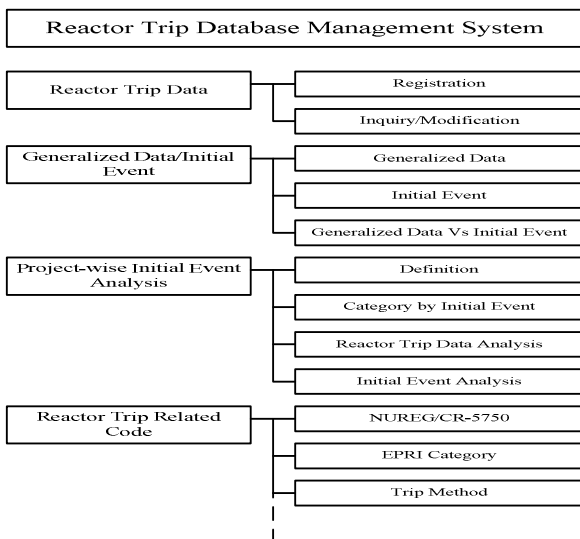 Reactor Trip Database Management System
Reactor Trip Data
Registration
Inquiry/Modification
Generalized Data/Initial
Event
Generalized Data
Initial Event
Generalized Data Vs Initial Event
Project-wise Initial Event
Analysis
Definition
Category by Initial Event
Reactor Trip Data Analysis
Initial Event Analysis
Reactor Trip Related
Code
NUREG/CR-5750
EPRI Category
Trip Method